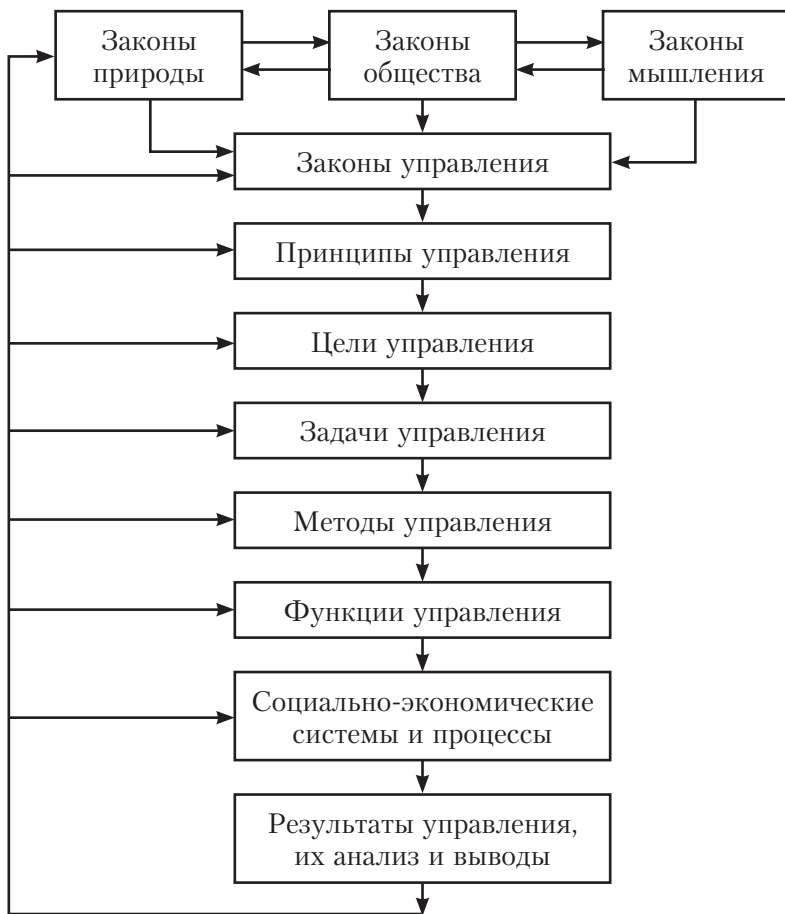 Законы
природы
Законы
общества
Законы
мышления
Законы управления
Принципы управления
Цели управления
Задачи управления
Методы управления
Функции управления
Социально-экономические
системы и процессы
Результаты управления,
их анализ и выводы